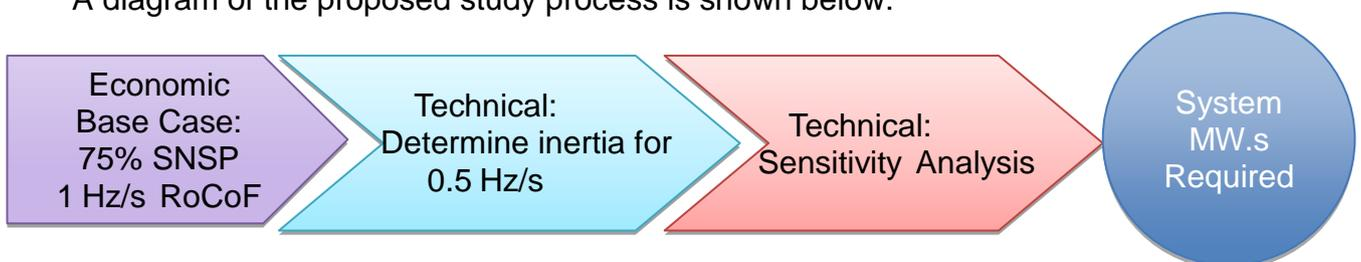 A diagram of the proposed study process is shown below.
Economic
Base Case:
75% SNSP
1 Hz/s RoCoF
Technical:
Determine inertia for
0.5 Hz/s
Technical:
Sensitivity Analysis
System
MW.s
Required